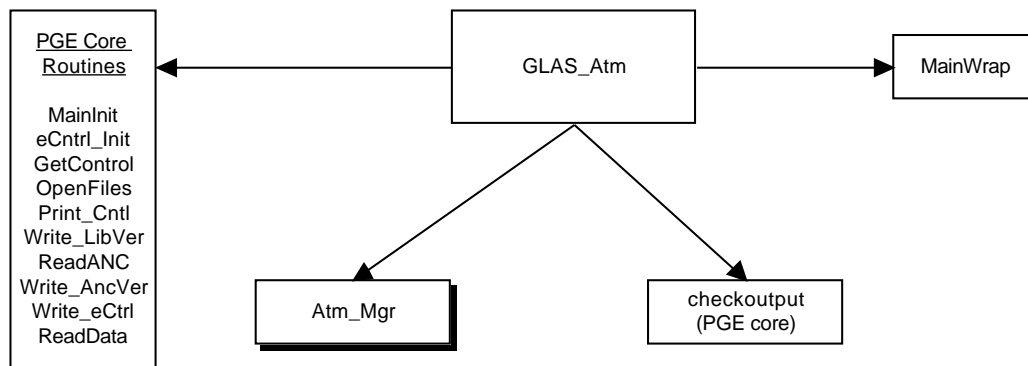 PGE Core
Routines
MainInit
eCntrl_Init
GetControl
OpenFiles
Print_Cntl
Write_LibVer
ReadANC
Write_AncVer
Write_eCtrl
ReadData
GLAS_Atm
MainWrap
Atm_Mgr
checkoutput
(PGE core)